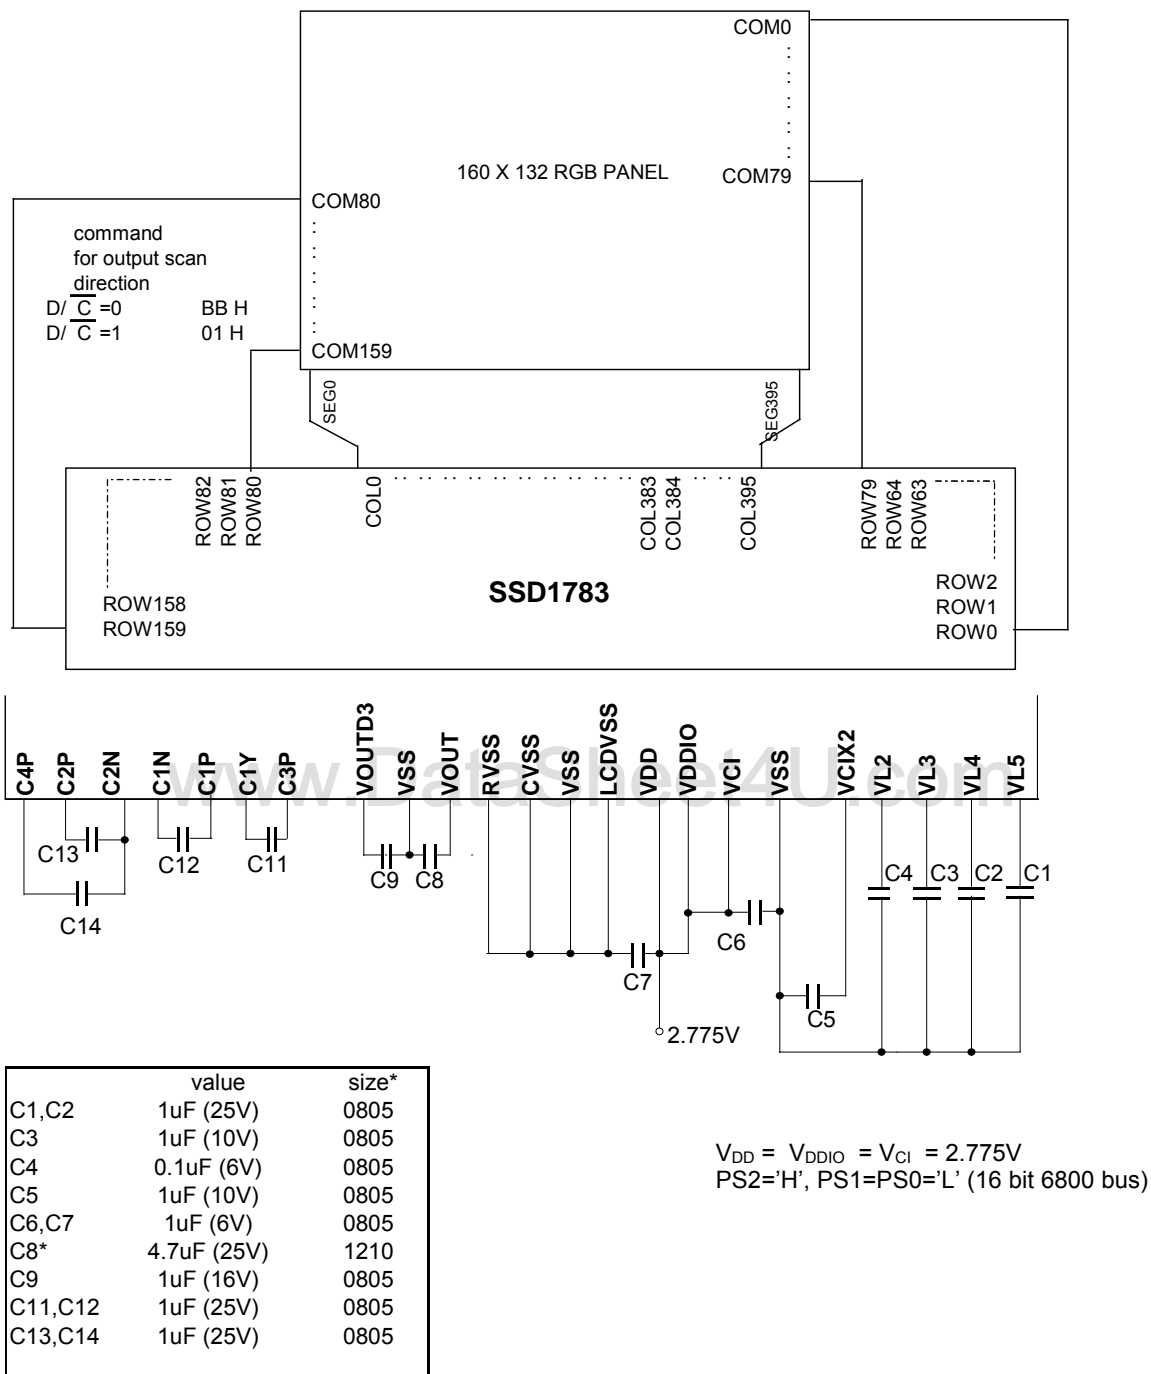 COM0
160 X 132 RGB PANEL
COM79
COM80
command
for output scan
direction
D/ C =0 BB H
D/ C =1 01 H
COM159
SEG0
SEG395
ROW82
ROW81
ROW80
COL0
COL383
COL384
COL395
ROW79
ROW64
ROW63
SSD1783
ROW158
ROW159
ROW2
ROW1
ROW0
www.DataSheet4U.com
C4P
C2P
C2N
C1N
C1P
C1Y
C3P
VOUTD3
VSS
VOUT
RVSS
CVSS
VSS
LCDVSS
VDD
VDDIO
VCI
VSS
VCIX2
VL2
VL3
VL4
VL5
C13
C12
C11
C14
C9
C8
C7
C6
C5
C4
C3
C2
C1
2.775V
value size*
C1,C2 1uF (25V) 0805
C3 1uF (10V) 0805
C4 0.1uF (6V) 0805
C5 1uF (10V) 0805
C6,C7 1uF (6V) 0805
C8* 4.7uF (25V) 1210
C9 1uF (16V) 0805
C11,C12 1uF (25V) 0805
C13,C14 1uF (25V) 0805
VDD = VDDIO = VCI = 2.775V
PS2='H', PS1=PS0='L' (16 bit 6800 bus)